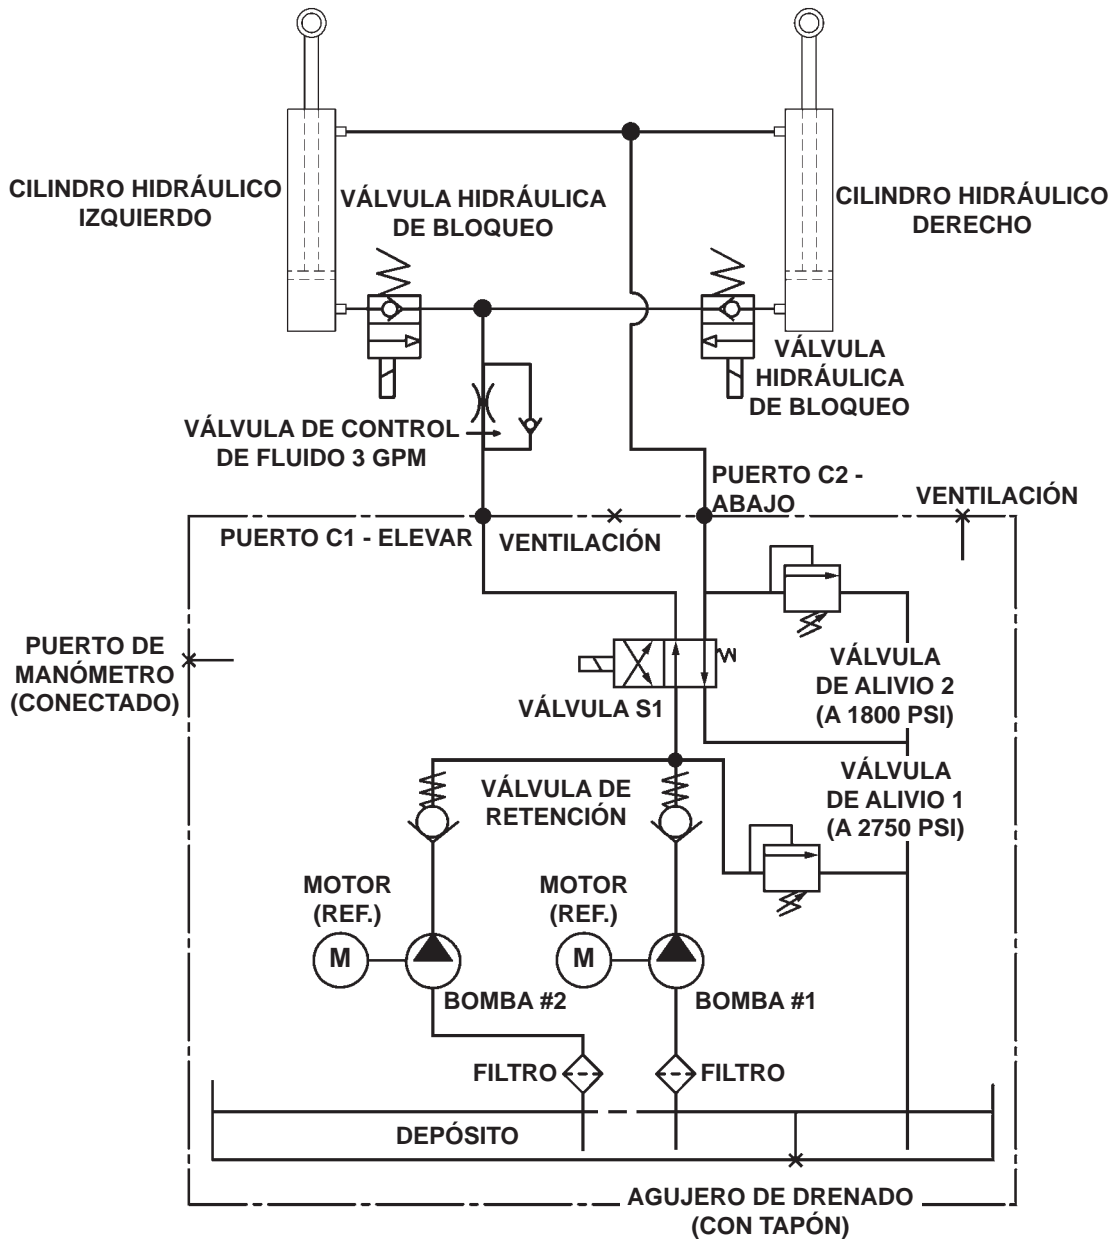 CILINDRO HIDRÁULICO
IZQUIERDO
VÁLVULA HIDRÁULICA
DE BLOQUEO
CILINDRO HIDRÁULICO
DERECHO
VÁLVULA
HIDRÁULICA
DE BLOQUEO
VÁLVULA DE CONTROL
DE FLUIDO 3 GPM
PUERTO C2 -
ABAJO
VENTILACIÓN
PUERTO C1 - ELEVAR
VENTILACIÓN
PUERTO DE
MANÓMETRO
(CONECTADO)
VÁLVULA
DE ALIVIO 2
(A 1800 PSI)
VÁLVULA S1
VÁLVULA DE
RETENCIÓN
VÁLVULA
DE ALIVIO 1
(A 2750 PSI)
MOTOR
(REF.)
MOTOR
(REF.)
M
M
BOMBA #2
BOMBA #1
FILTRO
FILTRO
DEPÓSITO
AGUJERO DE DRENADO
(CON TAPÓN)